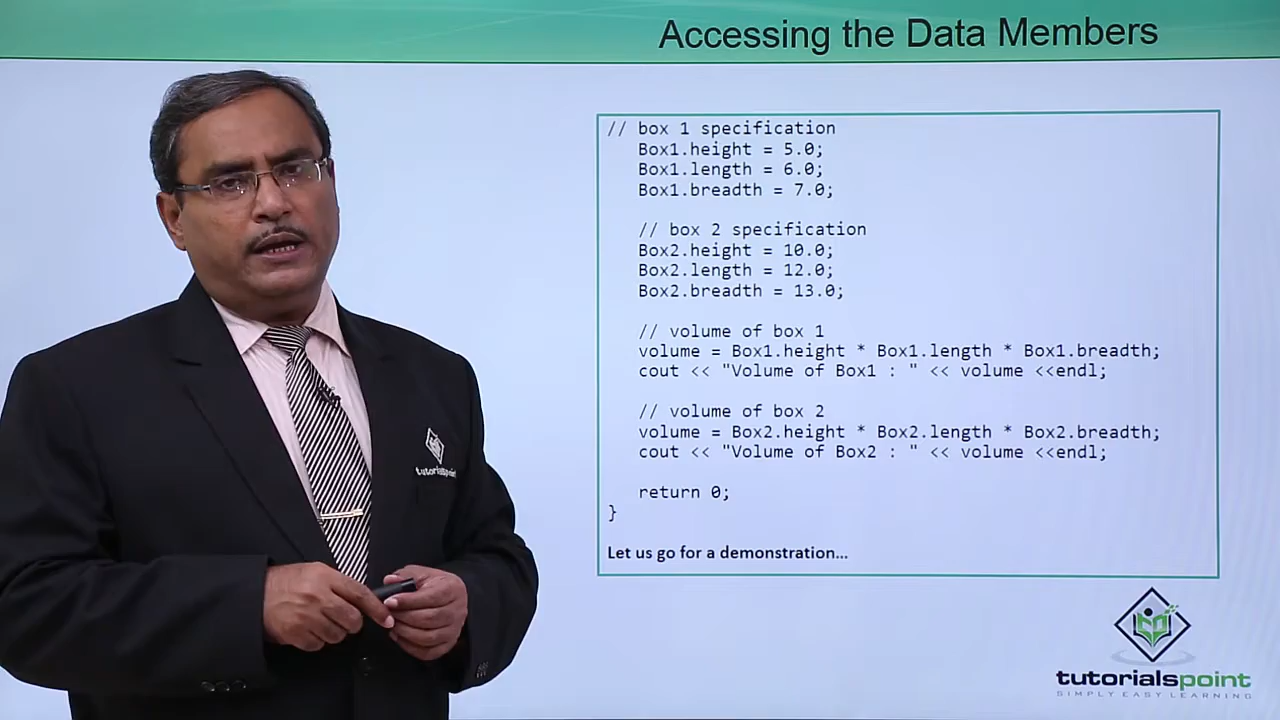 Accessing the Data Members
// box 1 specification
Box1.height = 5.0;
Box1.length = 6.0;
Box1.breadth = 7.0;
// box 2 specification
Box2.height = 10.0;
Box2.length = 12.0;
Box2.breadth = 13.0;
// volume of box 1
volume = Box1.height * Box1.length * Box1.breadth;
cout << "Volume of Box1 : " << volume <<endl;
// volume of box 2
volume = Box2.height * Box2.length * Box2.breadth;
cout << "Volume of Box2 : " << volume <<endl;
return 0;
}
Let us go for a demonstration...
tutorialspoint
tutorialspoint
SIMPLY EASY LEARNING